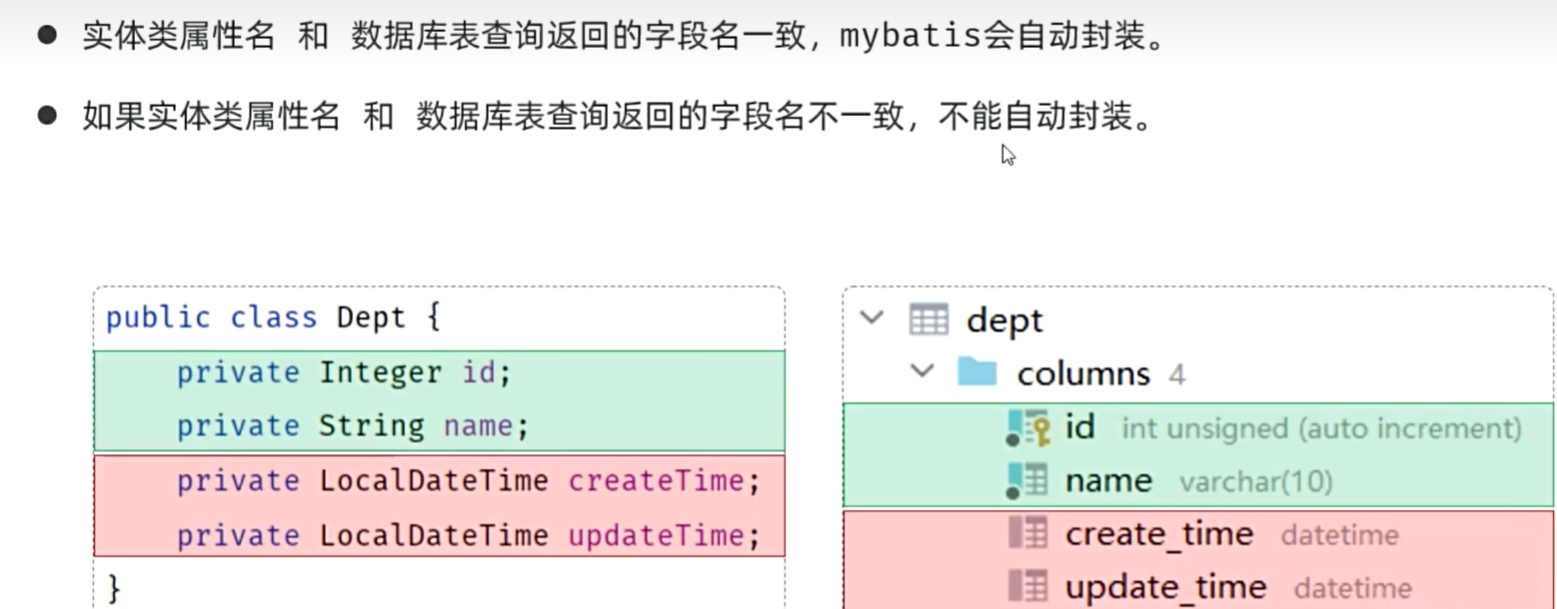 ● 实体类属性名 和 数据库表查询返回的字段名一致，mybatis会自动封装。
● 如果实体类属性名 和 数据库表查询返回的字段名不一致，不能自动封装。
public class Dept {
private Integer id;
private String name;
private LocalDateTime createTime;
private LocalDateTime updateTime;
}
dept
columns 4
id int unsigned (auto increment)
name varchar(10)
create_time datetime
update_time datetime